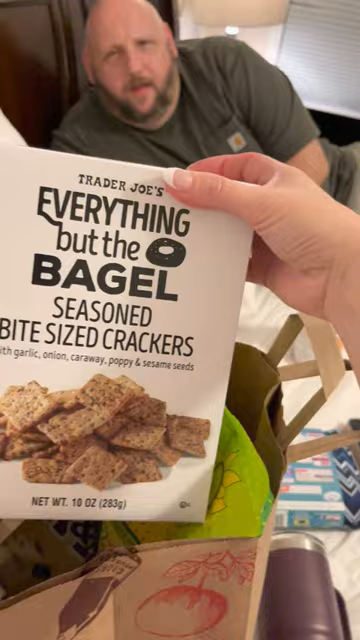 TRADER JOE'S
EVERYTHING
but the
BAGEL
SEASONED
BITE SIZED CRACKERS
with garlic, onion, caraway, poppy & sesame seeds
NET WT. 10 OZ (283g)